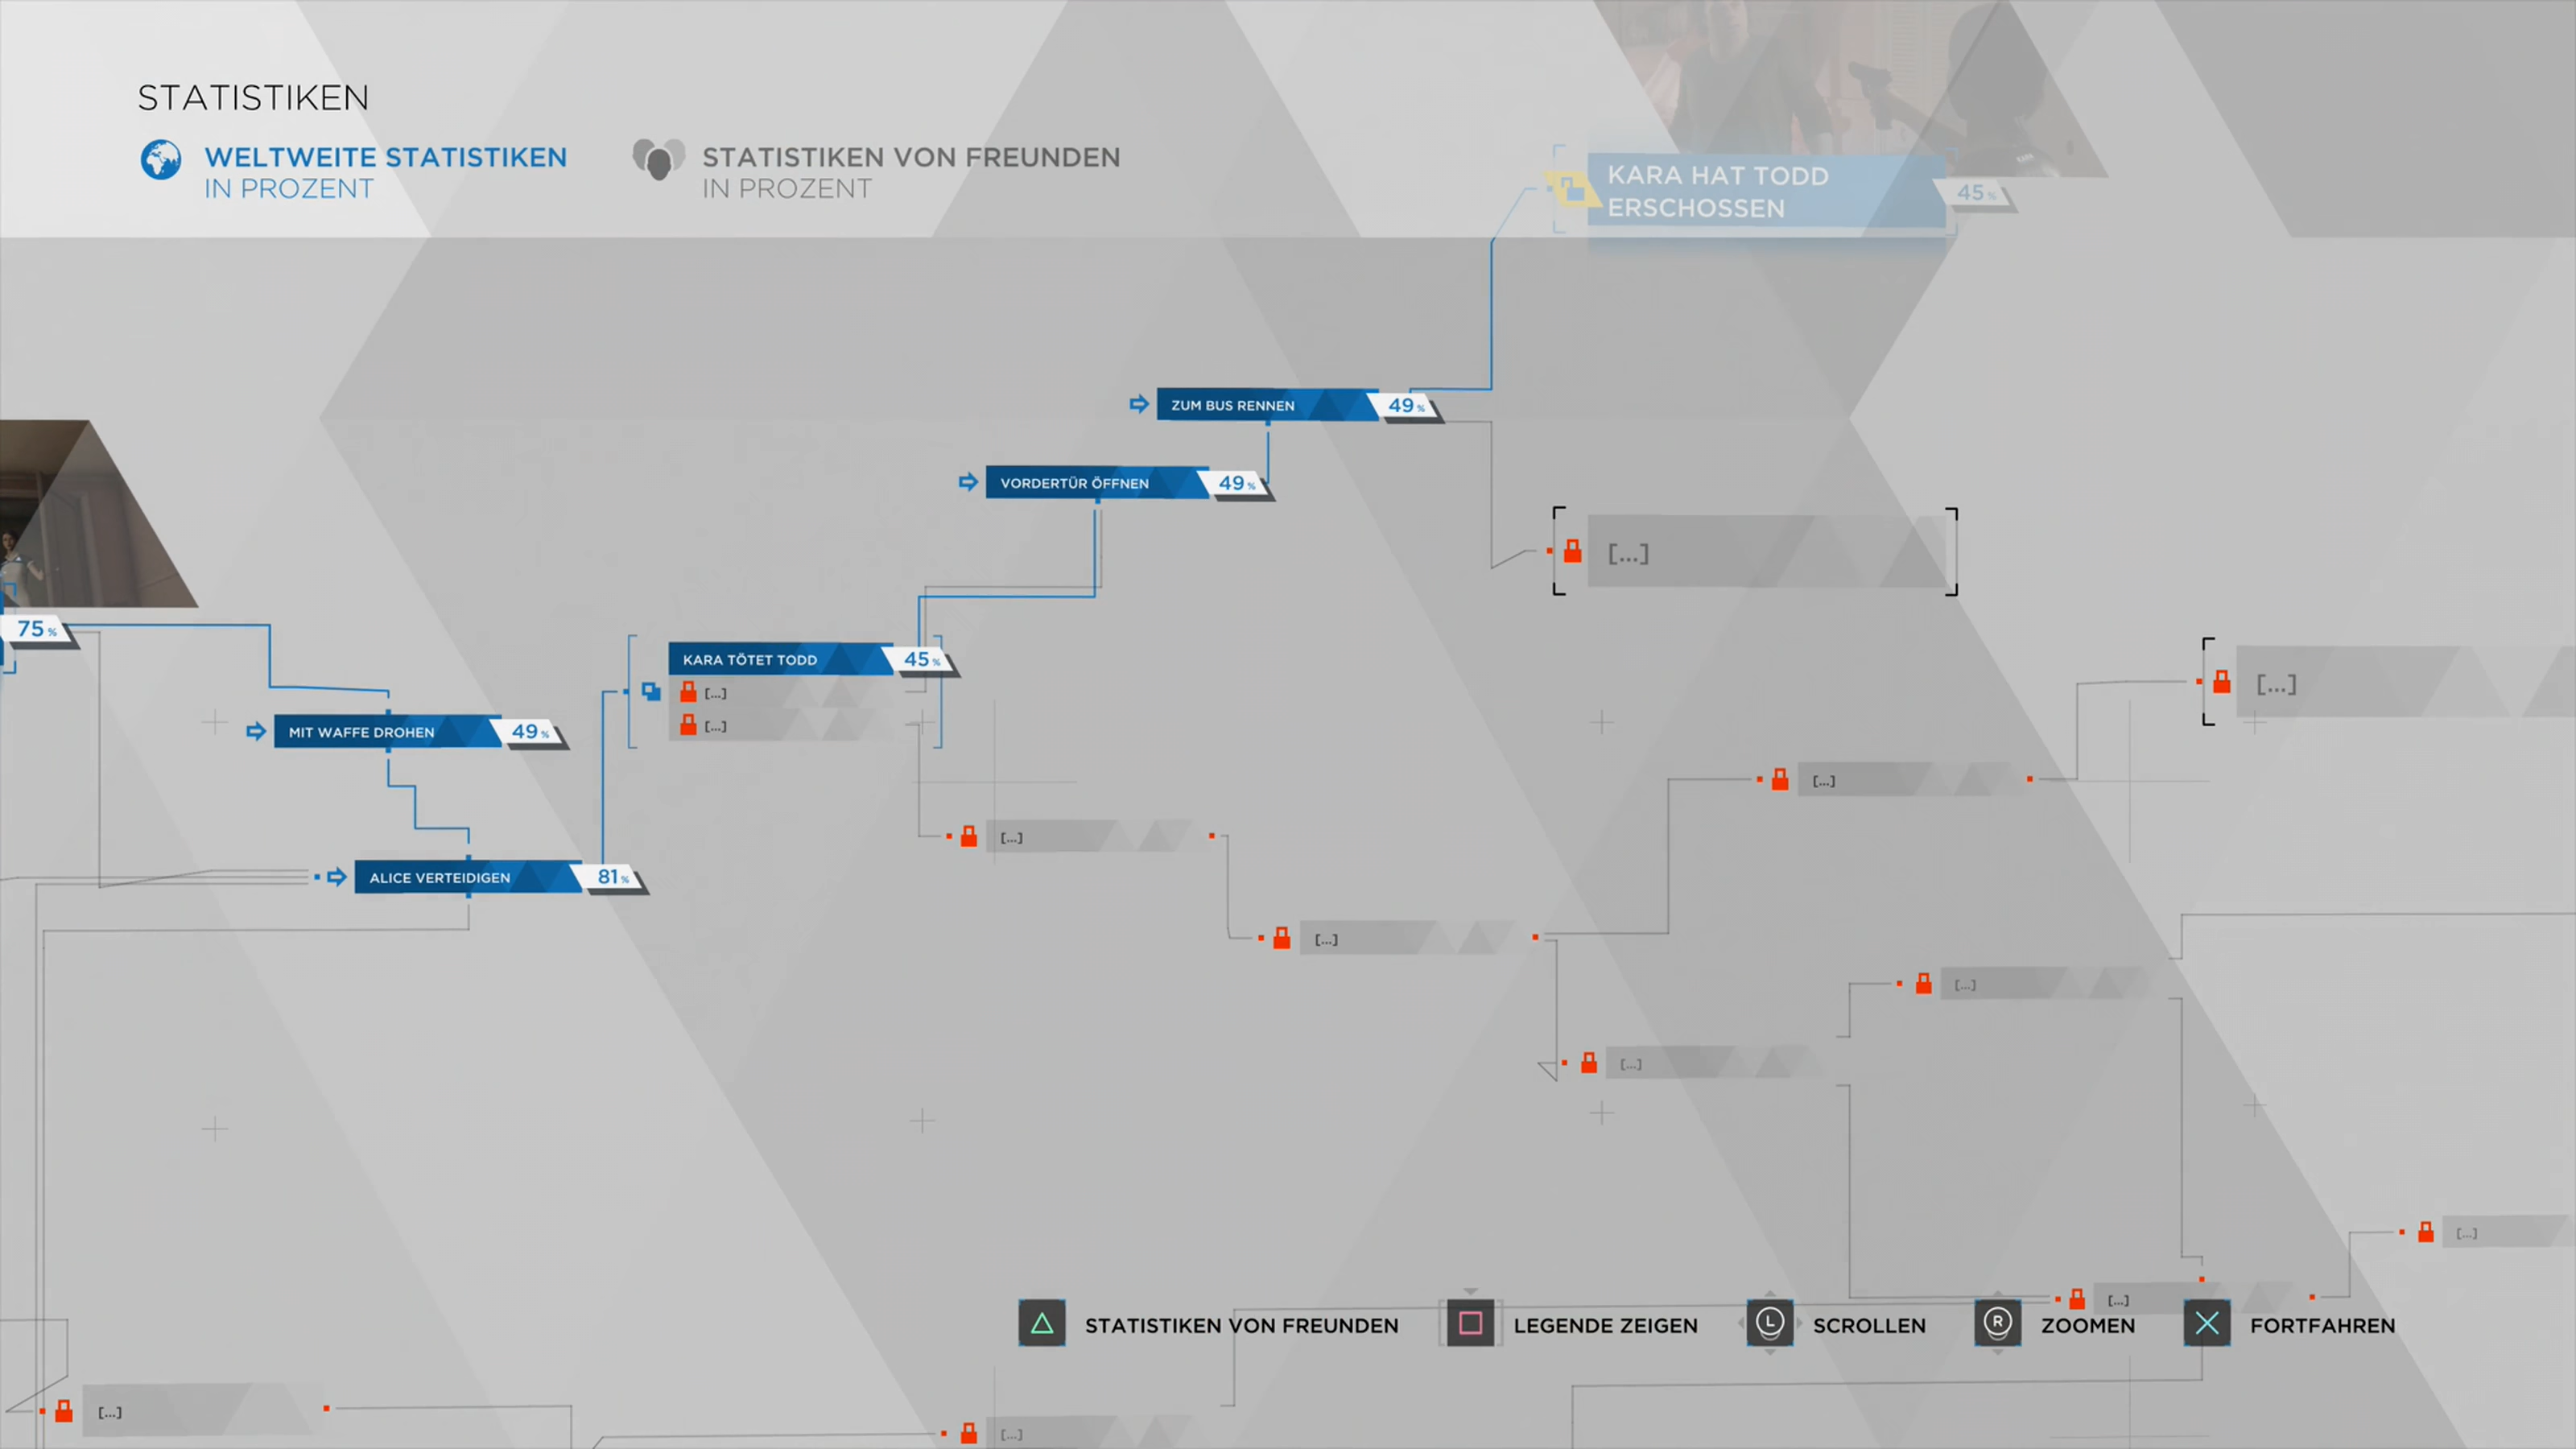 STATISTIKEN
WELTWEITE STATISTIKEN
IN PROZENT
STATISTIKEN VON FREUNDEN
IN PROZENT
KARA HAT TODD
ERSCHOSSEN
45%
ZUM BUS RENNEN 49%
VORDERTÜR ÖFFNEN 49%
[...]
75%
KARA TÖTET TODD 45%
[...]
[...]
[...]
MIT WAFFE DROHEN 49%
[...]
[...]
ALICE VERTEIDIGEN 81%
[...]
[...]
[...]
[...]
[...]
STATISTIKEN VON FREUNDEN
LEGENDE ZEIGEN
L SCROLLEN
R ZOOMEN
FORTFAHREN
[...]
[...]